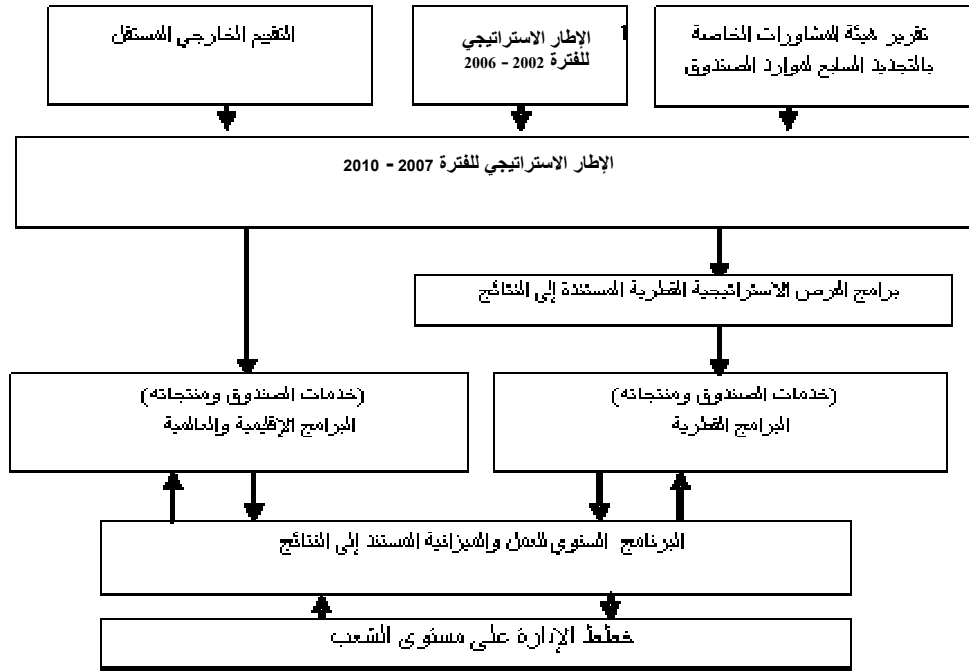 تقرير هيئة المشاورات الخاصة
بالتجديد السابع لموارد الصندوق
1
الإطار الاستراتيجي
للفترة 2002 - 2006
التقييم الخارجي المستقل
الإطار الاستراتيجي للفترة 2007 - 2010
برامج الفرص الاستراتيجية القطرية المستندة إلى النتائج
(خدمات الصندوق ومنتجاته)
البرامج القطرية
(خدمات الصندوق ومنتجاته)
البرامج الإقليمية والعالمية
البرنامج السنوي للعمل والميزانية المستند إلى النتائج
خطط الإدارة على مستوى الشعب